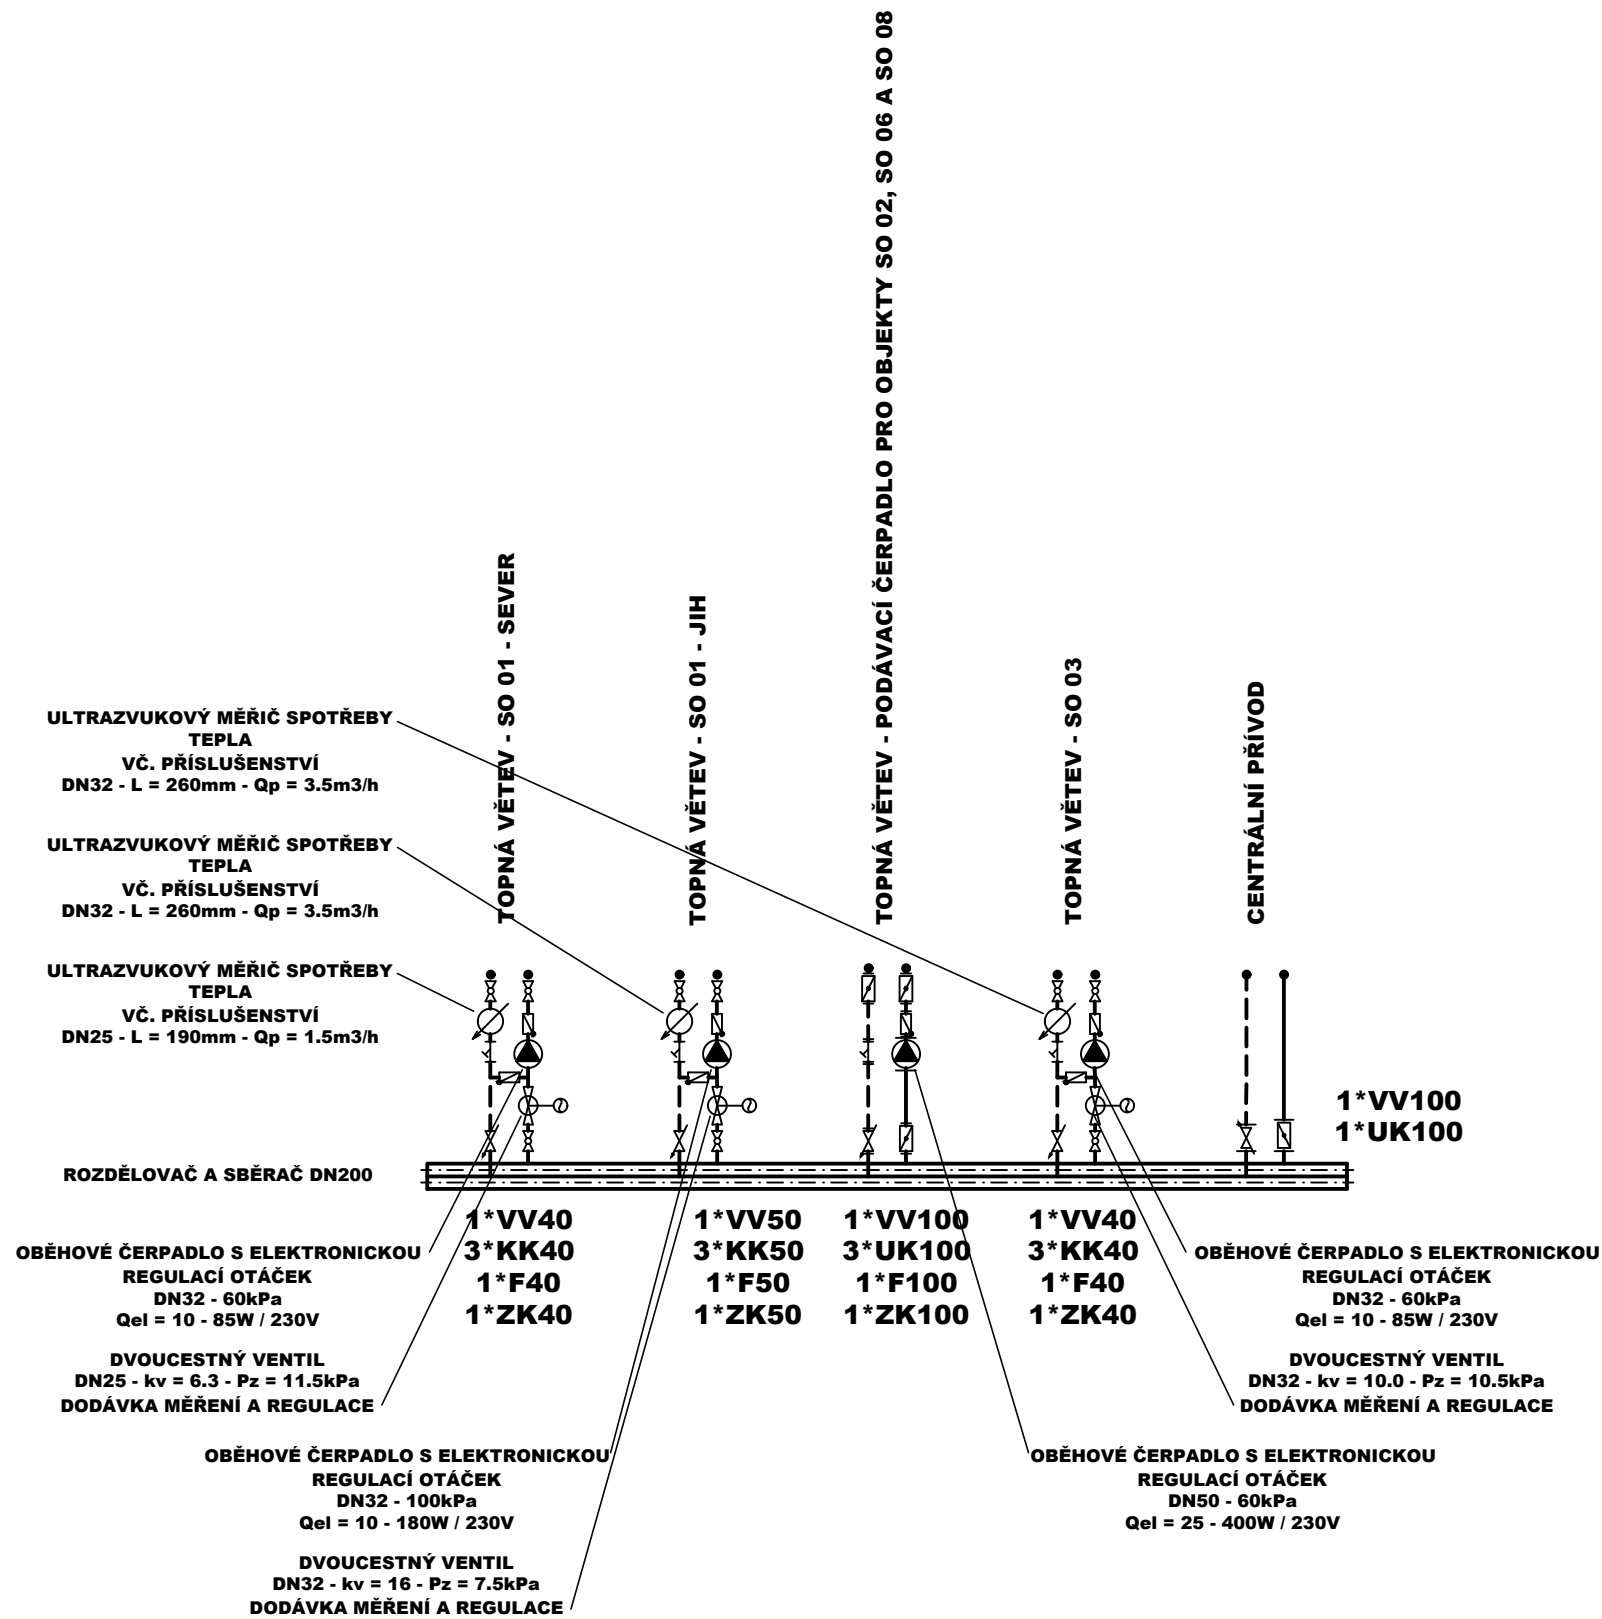 TOPNÁ VĚTEV - SO 01 - SEVER
TOPNÁ VĚTEV - SO 01 - JIH
TOPNÁ VĚTEV - PODÁVACÍ ČERPADLO PRO OBJEKTY SO 02, SO 06 A SO 08
TOPNÁ VĚTEV - SO 03
CENTRÁLNÍ PŘÍVOD
ULTRAZVUKOVÝ MĚŘIČ SPOTŘEBY
TEPLA
VČ. PŘÍSLUŠENSTVÍ
DN32 - L = 260mm - Qp = 3.5m3/h
ULTRAZVUKOVÝ MĚŘIČ SPOTŘEBY
TEPLA
VČ. PŘÍSLUŠENSTVÍ
DN32 - L = 260mm - Qp = 3.5m3/h
ULTRAZVUKOVÝ MĚŘIČ SPOTŘEBY
TEPLA
VČ. PŘÍSLUŠENSTVÍ
DN25 - L = 190mm - Qp = 1.5m3/h
1*VV100
1*UK100
ROZDĚLOVAČ A SBĚRAČ DN200
1*VV40
3*KK40
1*F40
1*ZK40
1*VV50
3*KK50
1*F50
1*ZK50
1*VV100
3*UK100
1*F100
1*ZK100
1*VV40
3*KK40
1*F40
1*ZK40
OBĚHOVÉ ČERPADLO S ELEKTRONICKOU
REGULACÍ OTÁČEK
DN32 - 60kPa
Qel = 10 - 85W / 230V
DVOUCESTNÝ VENTIL
DN25 - kv = 6.3 - Pz = 11.5kPa
DODÁVKA MĚŘENÍ A REGULACE
OBĚHOVÉ ČERPADLO S ELEKTRONICKOU
REGULACÍ OTÁČEK
DN32 - 60kPa
Qel = 10 - 85W / 230V
DVOUCESTNÝ VENTIL
DN32 - kv = 10.0 - Pz = 10.5kPa
DODÁVKA MĚŘENÍ A REGULACE
OBĚHOVÉ ČERPADLO S ELEKTRONICKOU
REGULACÍ OTÁČEK
DN32 - 100kPa
Qel = 10 - 180W / 230V
DVOUCESTNÝ VENTIL
DN32 - kv = 16 - Pz = 7.5kPa
DODÁVKA MĚŘENÍ A REGULACE
OBĚHOVÉ ČERPADLO S ELEKTRONICKOU
REGULACÍ OTÁČEK
DN50 - 60kPa
Qel = 25 - 400W / 230V